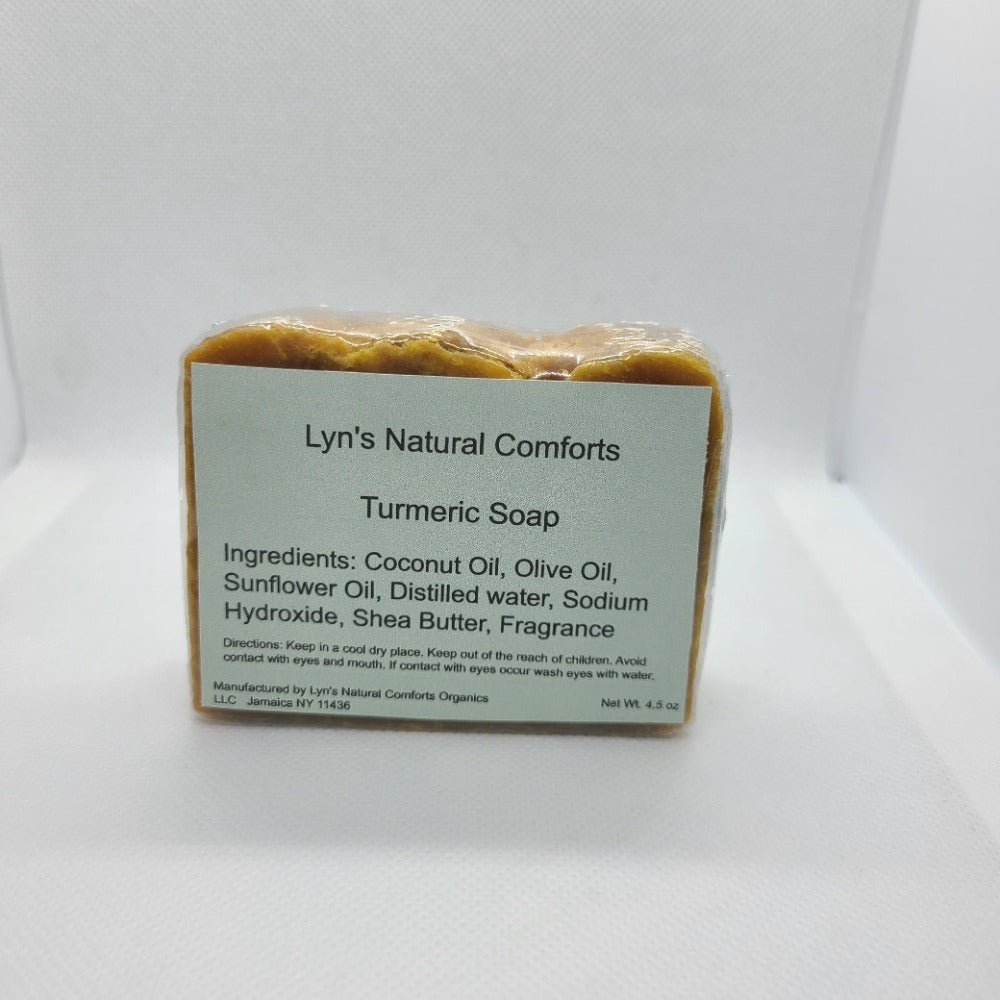 Lyn's Natural Comforts
Turmeric Soap
Ingredients: Coconut Oil, Olive Oil,
Sunflower Oil, Distilled water, Sodium
Hydroxide, Shea Butter, Fragrance
Directions: Keep in a cool dry place. Keep out of the reach of children. Avoid
contact with eyes and mouth. If contact with eyes occur wash eyes with water.
Manufactured by Lyn's Natural Comforts Organics
LLC Jamaica NY 11436
Net Wt. 4.5 oz